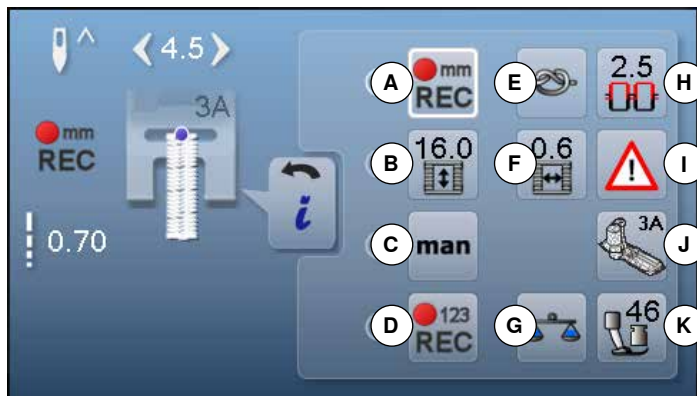 4.5
3A
mm
REC
0.70
i
A
mm
REC
E
2.5
H
B
16.0
F
0.6
!
I
C
man
3A
J
D
123
REC
G
46
K